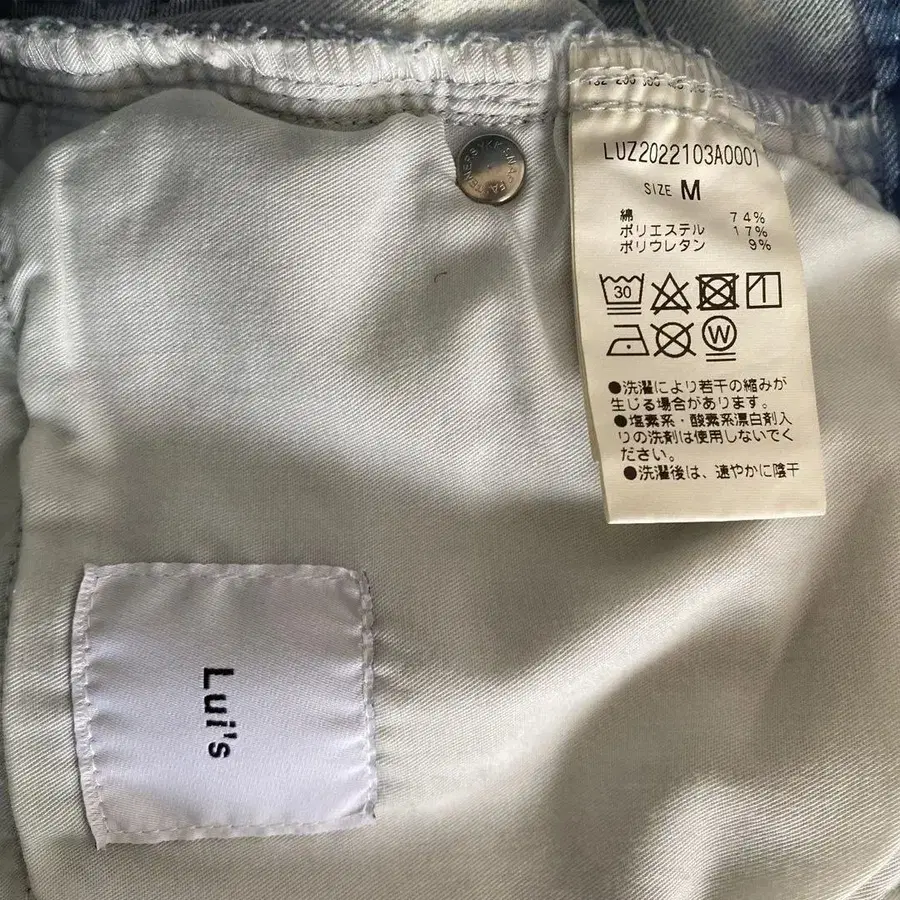 LUZ2022103A0001
SIZE M
綿 74%
ポリエステル 17%
ポリウレタン 9%
30
W
●洗濯により若干の縮みが
生じる場合があります。
●塩素系・酸素系漂白剤入
りの洗剤は使用しないでく
ださい。
●洗濯後は、速やかに陰干
Lui's